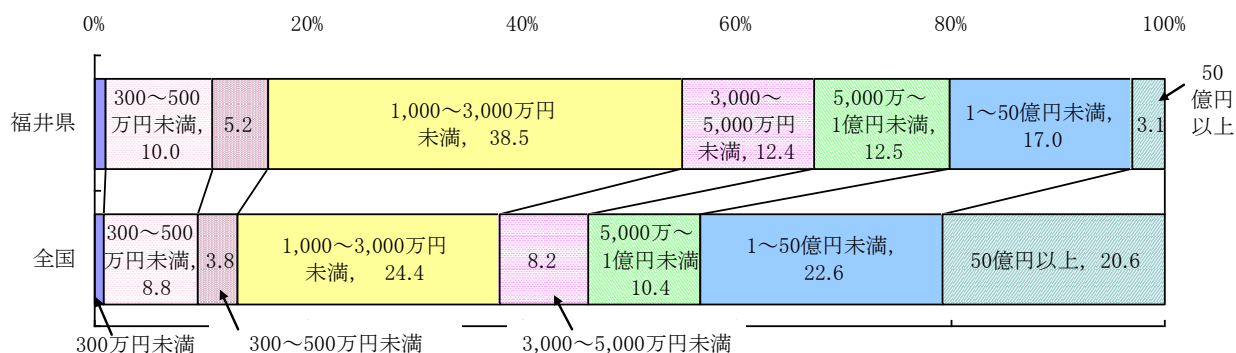 0%
20%
40%
60%
80%
100%
50
億円
以上
福井県
300～500
万円未満,
10.0
5.2
1,000～3,000万円
未満, 38.5
3,000～
5,000万円
未満, 12.4
5,000万～
1億円未満,
12.5
1～50億円未満,
17.0
3.1
全国
300～500
万円未満,
8.8
3.8
1,000～3,000万円
未満, 24.4
8.2
5,000万～
1億円未満
10.4
1～50億円未満,
22.6
50億円以上, 20.6
300万円未満
300～500万円未満
3,000～5,000万円未満